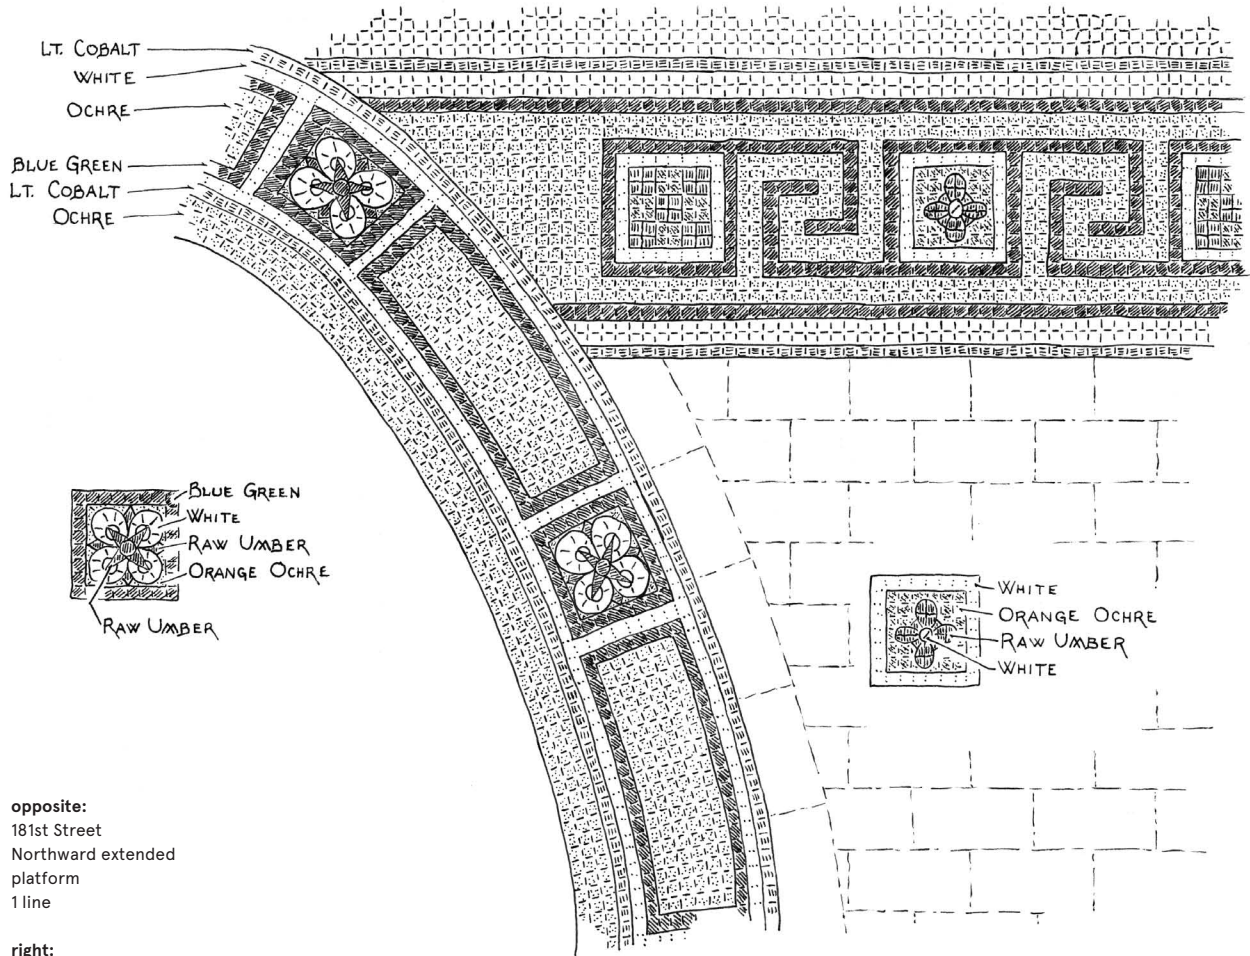 LT. COBALT
WHITE
OCHRE
BLUE GREEN
LT. COBALT
OCHRE
BLUE GREEN
WHITE
RAW UMBER
ORANGE OCHRE
RAW UMBER
WHITE
ORANGE OCHRE
RAW UMBER
WHITE
opposite:
181st Street
Northward extended
platform
1 line
right: